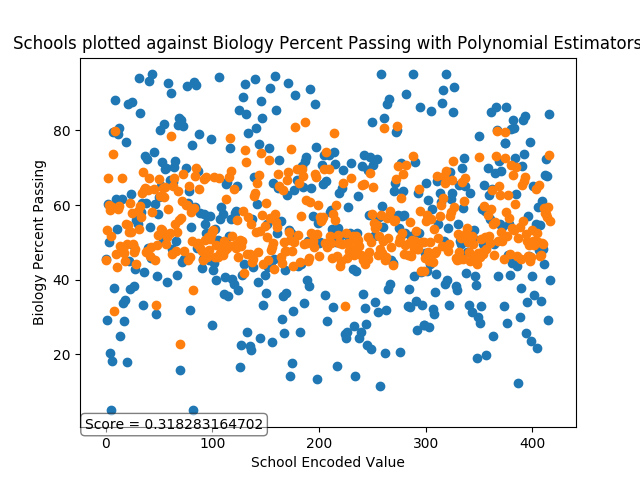 Schools plotted against Biology Percent Passing with Polynomial Estimators
Biology Percent Passing
80
60
40
20
Score = 0.318283164702
0
100
200
300
400
School Encoded Value